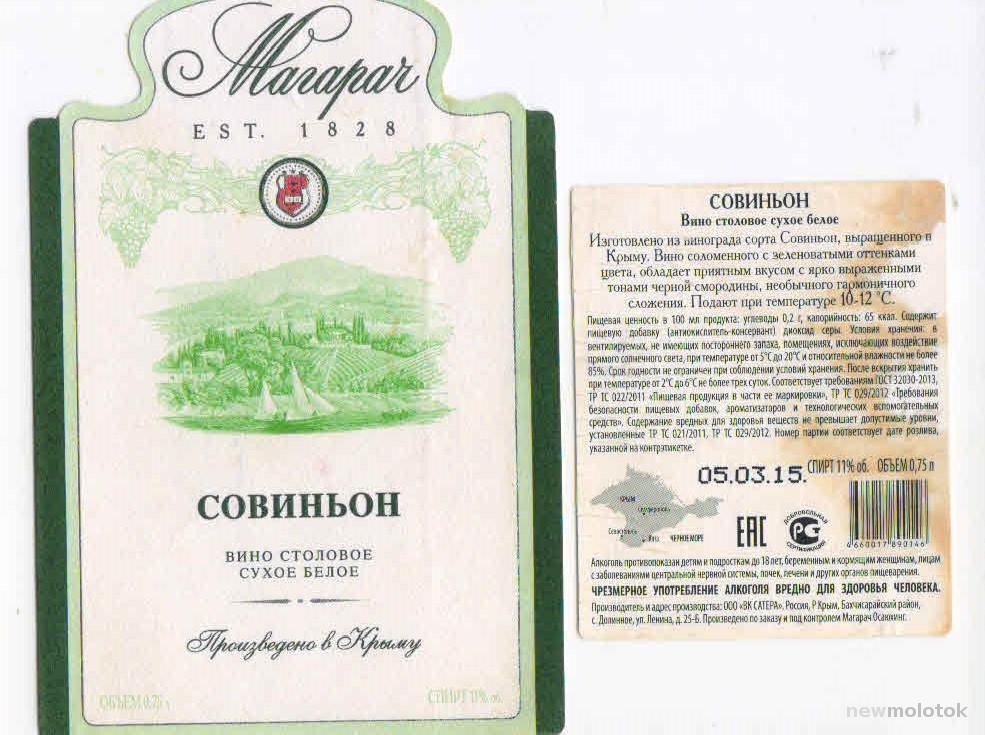 Магарач
EST. 1828
СОВИНЬОН
ВИНО СТОЛОВОЕ
СУХОЕ БЕЛОЕ
Произведено в Крыму
ОБЪЕМ 0,75 л
СПИРТ 11% об.
СОВИНЬОН
Вино столовое сухое белое
Изготовлено из винограда сорта Совиньон, выращенного в
Крыму. Вино соломенного с зеленоватыми оттенками
цвета, обладает приятным вкусом с ярко выраженными
тонами черной смородины, необычного гармоничного
сложения. Подают при температуре 10-12 °С.
Пищевая ценность в 100 мл продукта: углеводы 0,2 г, калорийность: 65 ккал. Содержит
пищевую добавку (антиокислитель-консервант) диоксид серы. Условия хранения: в
вентилируемых, не имеющих постороннего запаха, помещениях, исключающих воздействие
прямого солнечного света, при температуре от 5°С до 20°С и относительной влажности не более
85%. Срок годности не ограничен при соблюдении условий хранения. После вскрытия хранить
при температуре от 2°С до 6°С не более трех суток. Соответствует требованиям ГОСТ 32030-2013,
ТР ТС 022/2011 «Пищевая продукция в части ее маркировки», ТР ТС 029/2012 «Требования
безопасности пищевых добавок, ароматизаторов и технологических вспомогательных
средств». Содержание вредных для здоровья веществ не превышает допустимые уровни,
установленные ТР ТС 021/2011, ТР ТС 029/2012. Номер партии соответствует дате розлива,
указанной на контрэтикетке.
05.03.15.
СПИРТ 11% об. ОБЪЕМ 0,75 л
КРЫМ
Симферополь
Севастополь
Ялта
ЧЕРНОЕ МОРЕ
ЕАС
ДОБРОВОЛЬНАЯ
СЕРТИФИКАЦИЯ
4 660017 890146
Алкоголь противопоказан детям и подросткам до 18 лет, беременным и кормящим женщинам, лицам
с заболеваниями центральной нервной системы, почек, печени и других органов пищеварения.
ЧРЕЗМЕРНОЕ УПОТРЕБЛЕНИЕ АЛКОГОЛЯ ВРЕДНО ДЛЯ ЗДОРОВЬЯ ЧЕЛОВЕКА.
Производитель и адрес производства: ООО «ВК САТЕРА», Россия, Р Крым, Бахчисарайский район,
с. Долинное, ул. Ленина, д. 25-Б. Произведено по заказу и под контролем Магарач Осаюхинг.
newmolotok